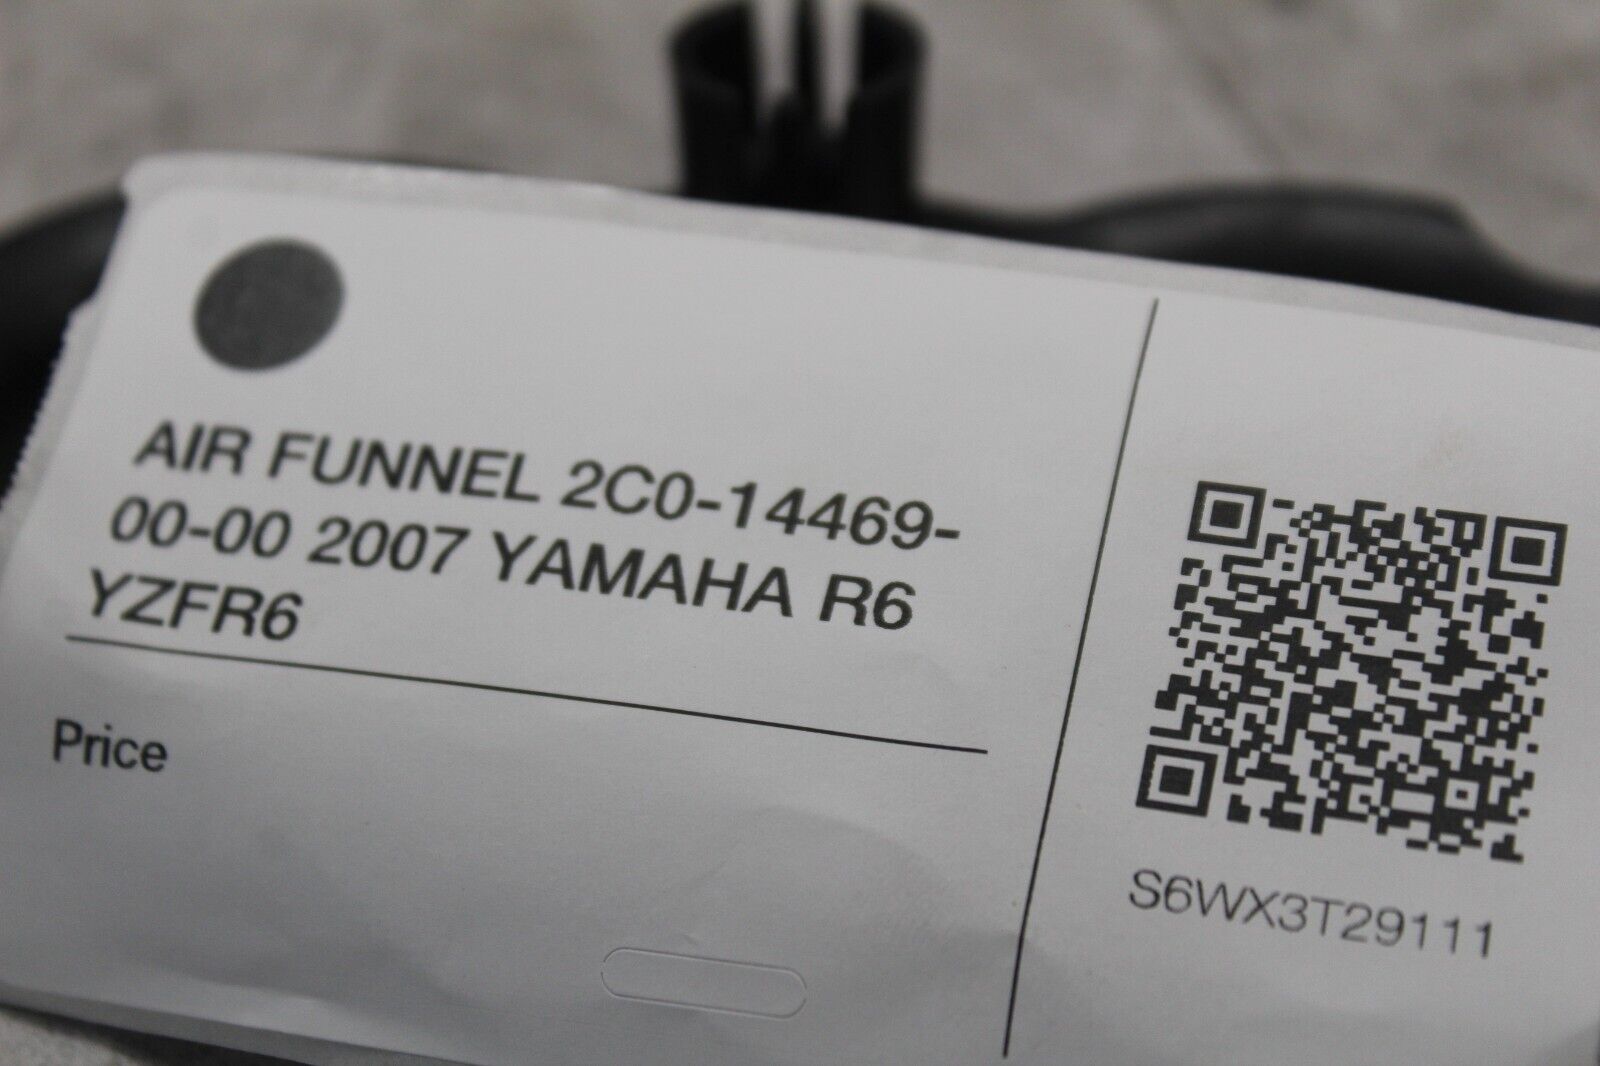 AIR FUNNEL 2C0-14469-
00-00 2007 YAMAHA R6
YZFR6
Price
S6WX3T29111